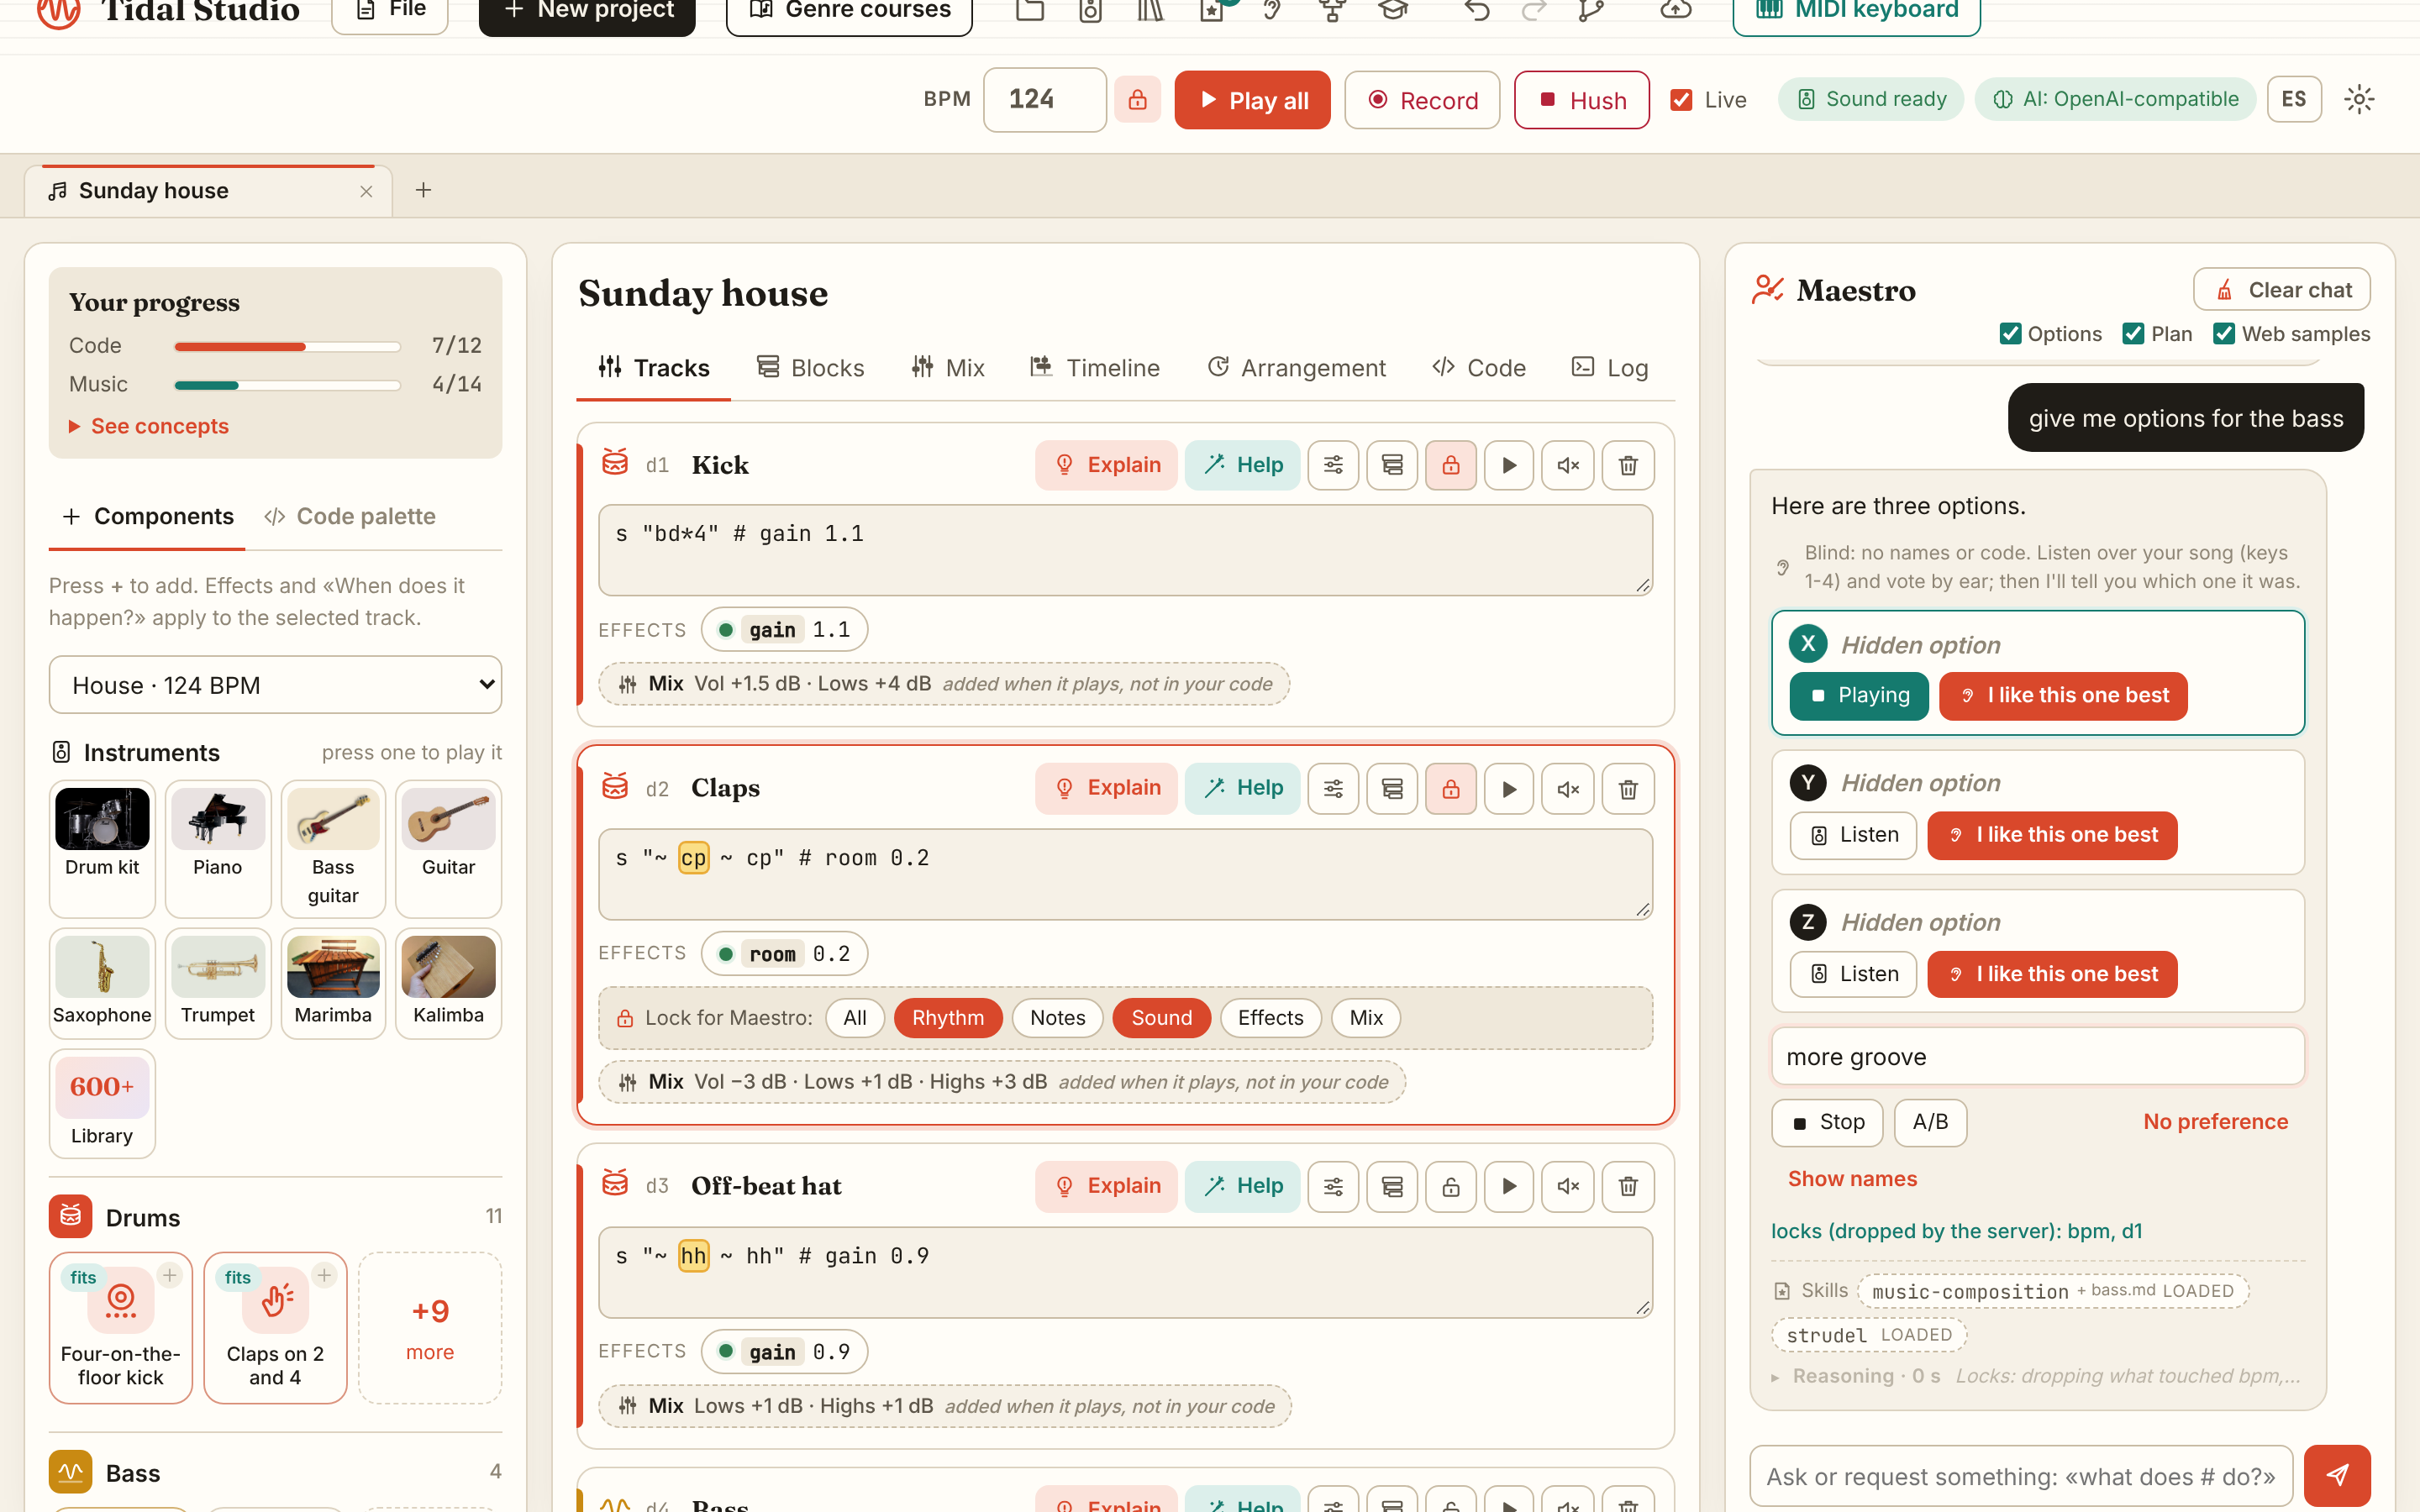 Tidal Studio
File
+ New project
Genre courses
MIDI keyboard
BPM 124
Play all
Record
Hush
Live
Sound ready
AI: OpenAI-compatible
ES
Sunday house
Your progress
Code 7/12
Music 4/14
See concepts
+ Components
</> Code palette
Press + to add. Effects and «When does it
happen?» apply to the selected track.
House · 124 BPM
Instruments press one to play it
Drum kit
Piano
Bass
guitar
Guitar
Saxophone
Trumpet
Marimba
Kalimba
600+
Library
Drums 11
fits
Four-on-the-
floor kick
fits
Claps on 2
and 4
+9
more
Bass 4
Sunday house
Tracks
Blocks
Mix
Timeline
Arrangement
</> Code
Log
d1 Kick
Explain
Help
s "bd*4" # gain 1.1
EFFECTS gain 1.1
Mix Vol +1.5 dB · Lows +4 dB added when it plays, not in your code
d2 Claps
Explain
Help
s "~ cp ~ cp" # room 0.2
EFFECTS room 0.2
Lock for Maestro: All Rhythm Notes Sound Effects Mix
Mix Vol −3 dB · Lows +1 dB · Highs +3 dB added when it plays, not in your code
d3 Off-beat hat
Explain
Help
s "~ hh ~ hh" # gain 0.9
EFFECTS gain 0.9
Mix Lows +1 dB · Highs +1 dB added when it plays, not in your code
d4 Bass
Explain
Help
Maestro
Clear chat
Options Plan Web samples
give me options for the bass
Here are three options.
Blind: no names or code. Listen over your song (keys
1-4) and vote by ear; then I'll tell you which one it was.
X Hidden option
Playing
I like this one best
Y Hidden option
Listen
I like this one best
Z Hidden option
Listen
I like this one best
more groove
Stop
A/B
No preference
Show names
locks (dropped by the server): bpm, d1
Skills music-composition + bass.md LOADED
strudel LOADED
Reasoning · 0 s Locks: dropping what touched bpm,...
Ask or request something: «what does # do?»